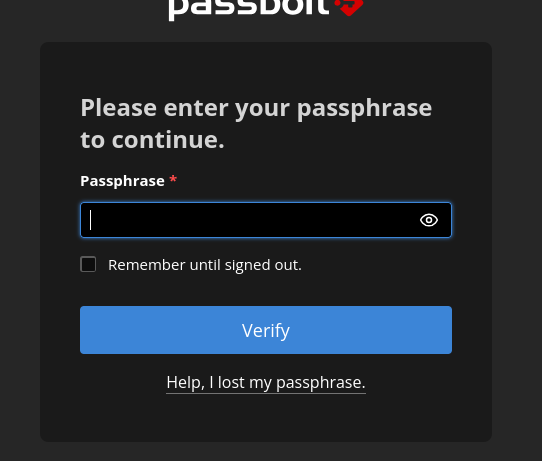 passbolt
Please enter your passphrase
to continue.
Passphrase *
Remember until signed out.
Verify
Help, I lost my passphrase.